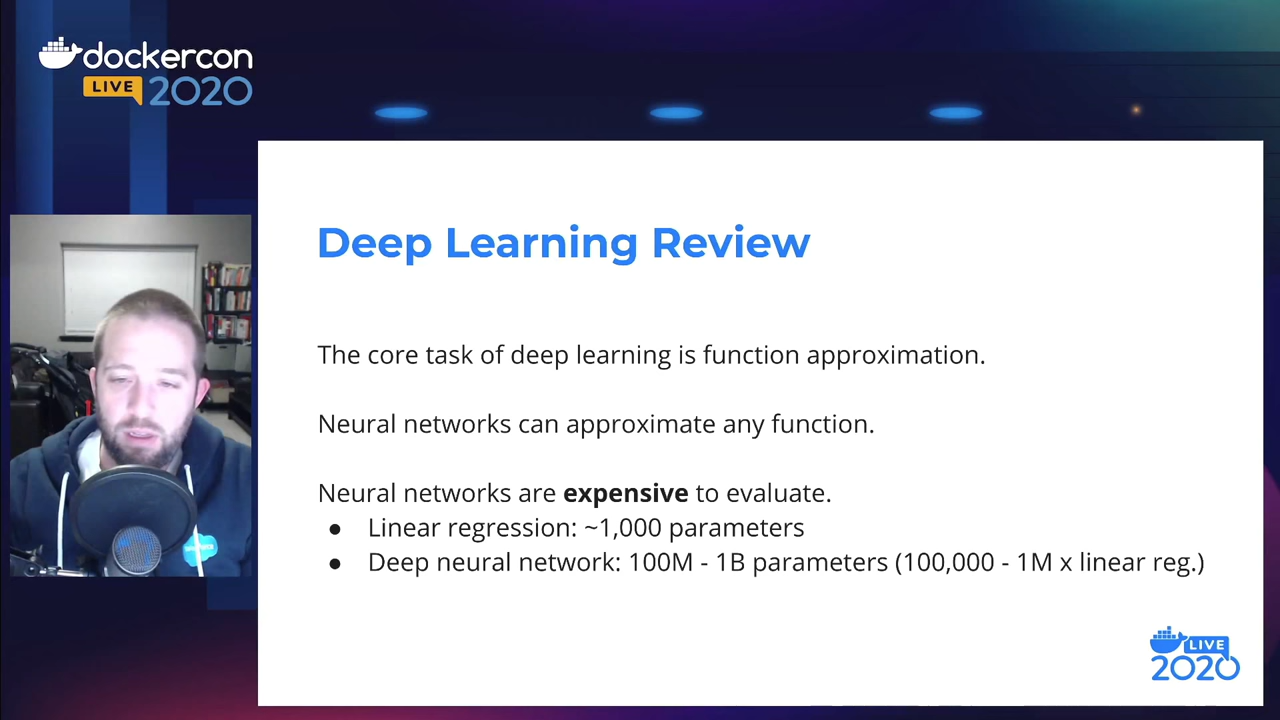 dockercon
LIVE 2020
Deep Learning Review
The core task of deep learning is function approximation.
Neural networks can approximate any function.
Neural networks are expensive to evaluate.
● Linear regression: ~1,000 parameters
● Deep neural network: 100M - 1B parameters (100,000 - 1M x linear reg.)
LIVE
2020